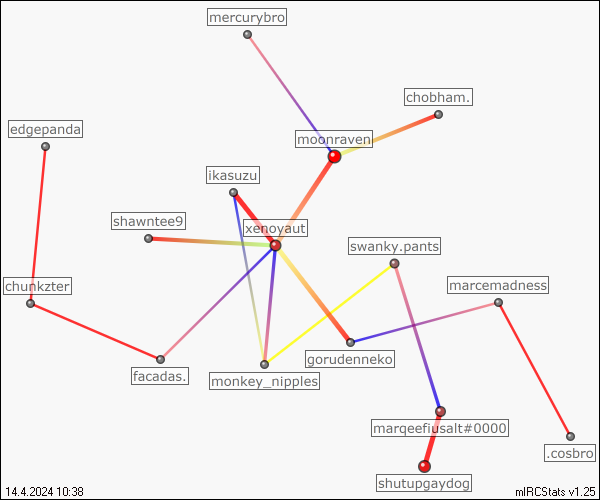 mercurybro
chobham.
edgepanda
moonraven
ikasuzu
shawntee9
xenoyaut
swanky.pants
chunkzter
marcemadness
gorudenneko
facadas.
monkey_nipples
marqeefiusalt#0000
.cosbro
shutupgaydog
14.4.2024 10:38
mIRCStats v1.25